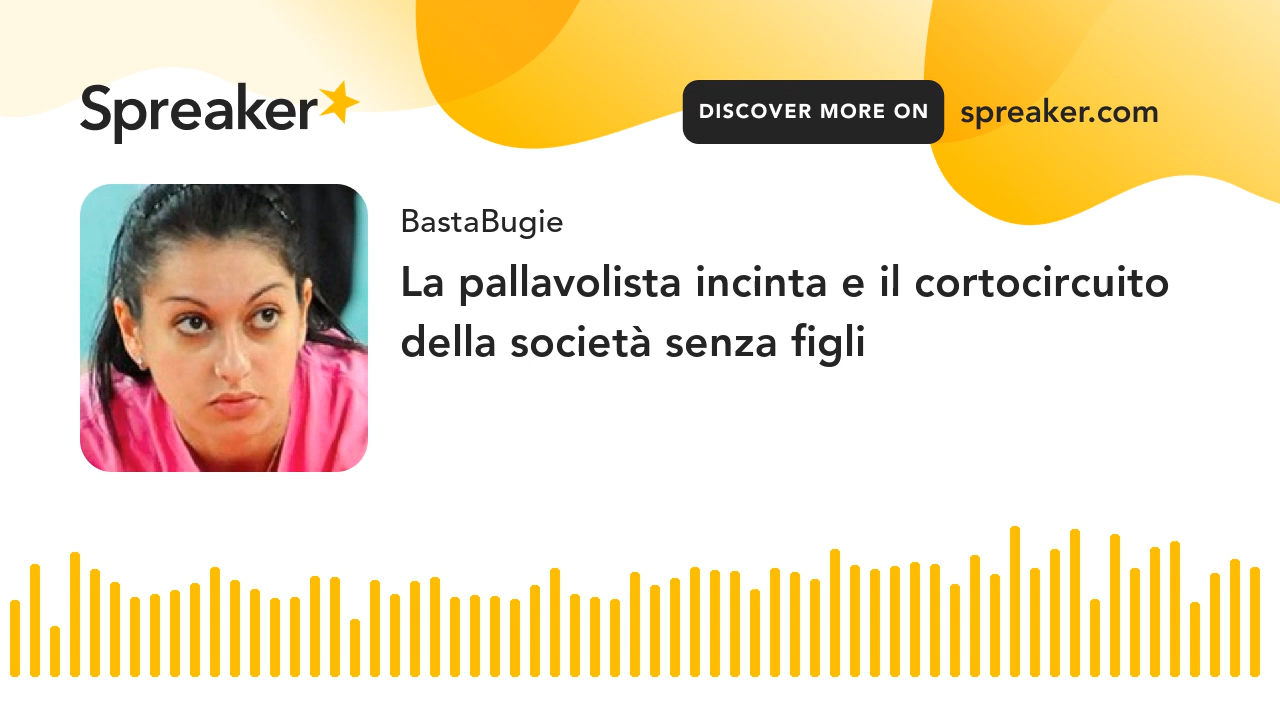 Spreaker
DISCOVER MORE ON spreaker.com
BastaBugie
La pallavolista incinta e il cortocircuito
della società senza figli